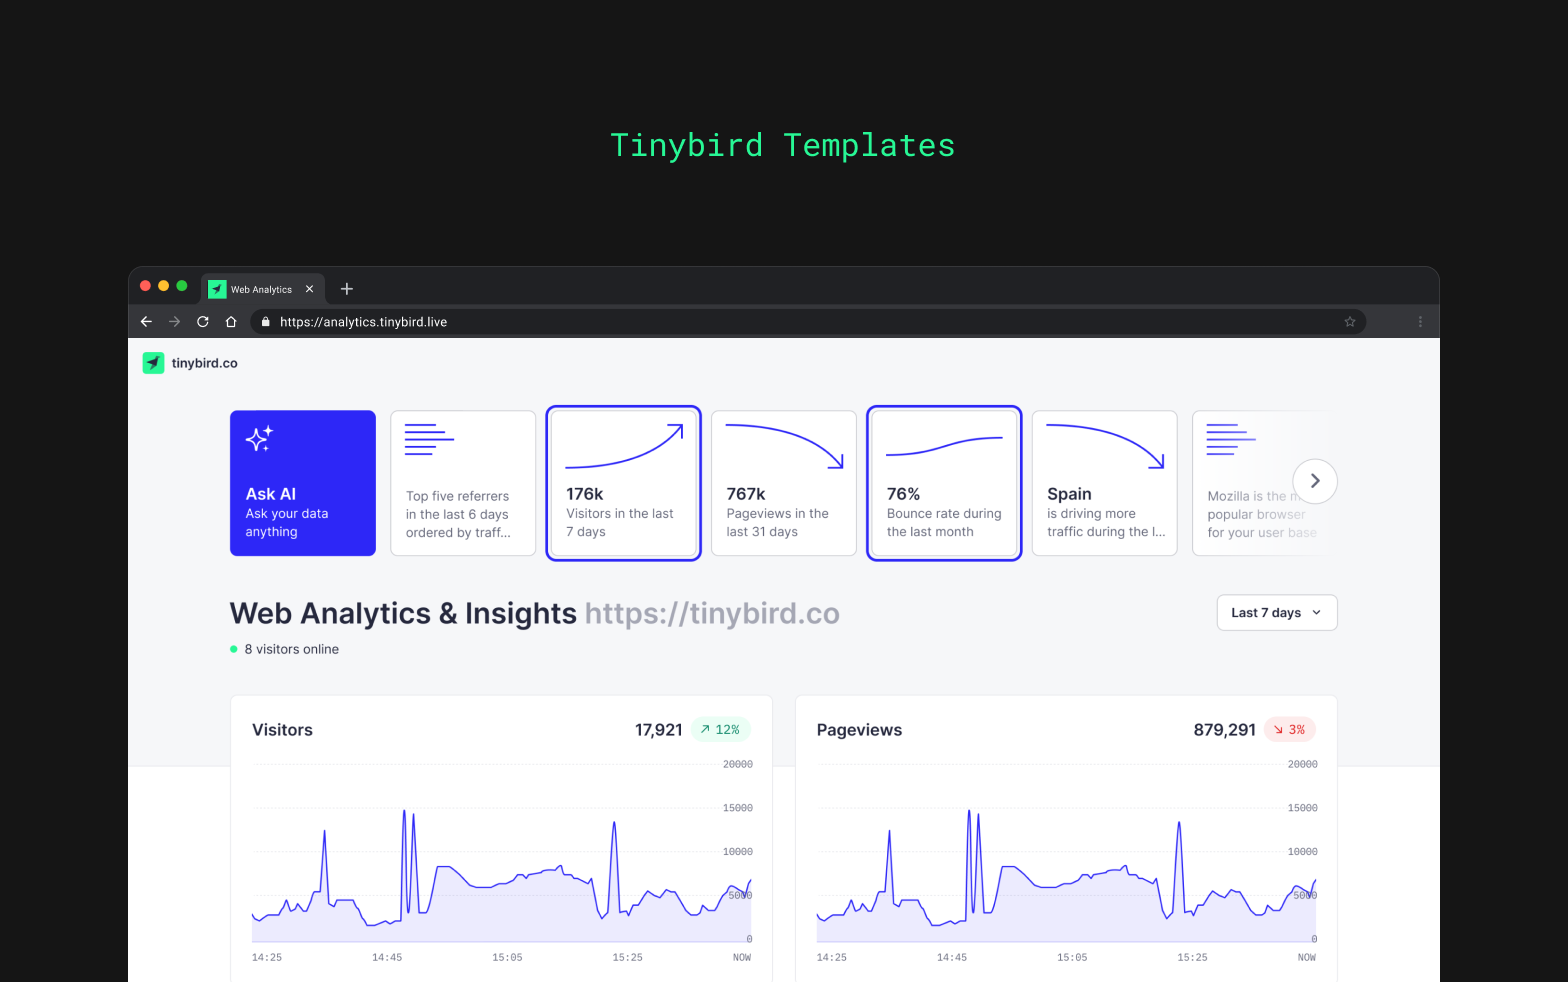 Tinybird Templates
Web Analytics
https://analytics.tinybird.live
tinybird.co
Ask AI
Ask your data
anything
Top five referrers
in the last 6 days
ordered by traff...
176k
Visitors in the last
7 days
767k
Pageviews in the
last 31 days
76%
Bounce rate during
the last month
Spain
is driving more
traffic during the l...
Mozilla is the m
popular browser
for your user base
Web Analytics & Insights https://tinybird.co
Last 7 days
8 visitors online
Visitors
17,921
12%
20000
15000
10000
5000
0
14:25
14:45
15:05
15:25
NOW
Pageviews
879,291
3%
20000
15000
10000
5000
0
14:25
14:45
15:05
15:25
NOW